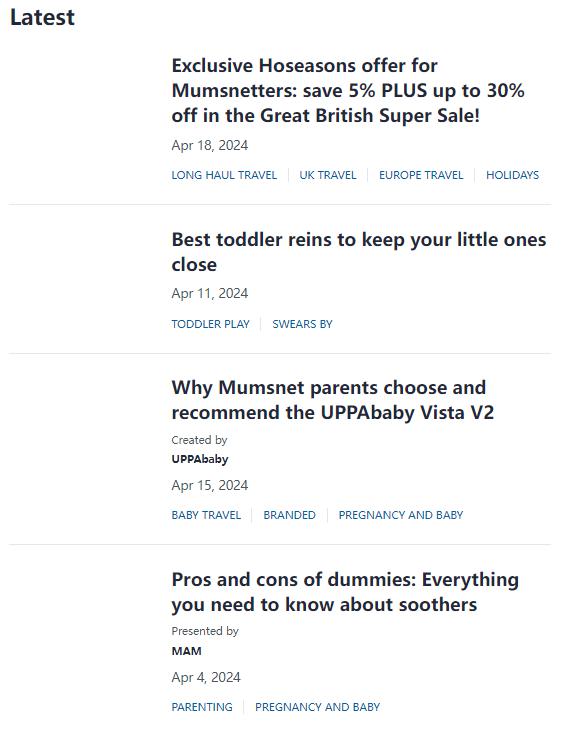 Latest
Exclusive Hoseasons offer for
Mumsnetters: save 5% PLUS up to 30%
off in the Great British Super Sale!
Apr 18, 2024
LONG HAUL TRAVEL UK TRAVEL EUROPE TRAVEL HOLIDAYS
Best toddler reins to keep your little ones
close
Apr 11, 2024
TODDLER PLAY SWEARS BY
Why Mumsnet parents choose and
recommend the UPPAbaby Vista V2
Created by
UPPAbaby
Apr 15, 2024
BABY TRAVEL BRANDED PREGNANCY AND BABY
Pros and cons of dummies: Everything
you need to know about soothers
Presented by
MAM
Apr 4, 2024
PARENTING PREGNANCY AND BABY